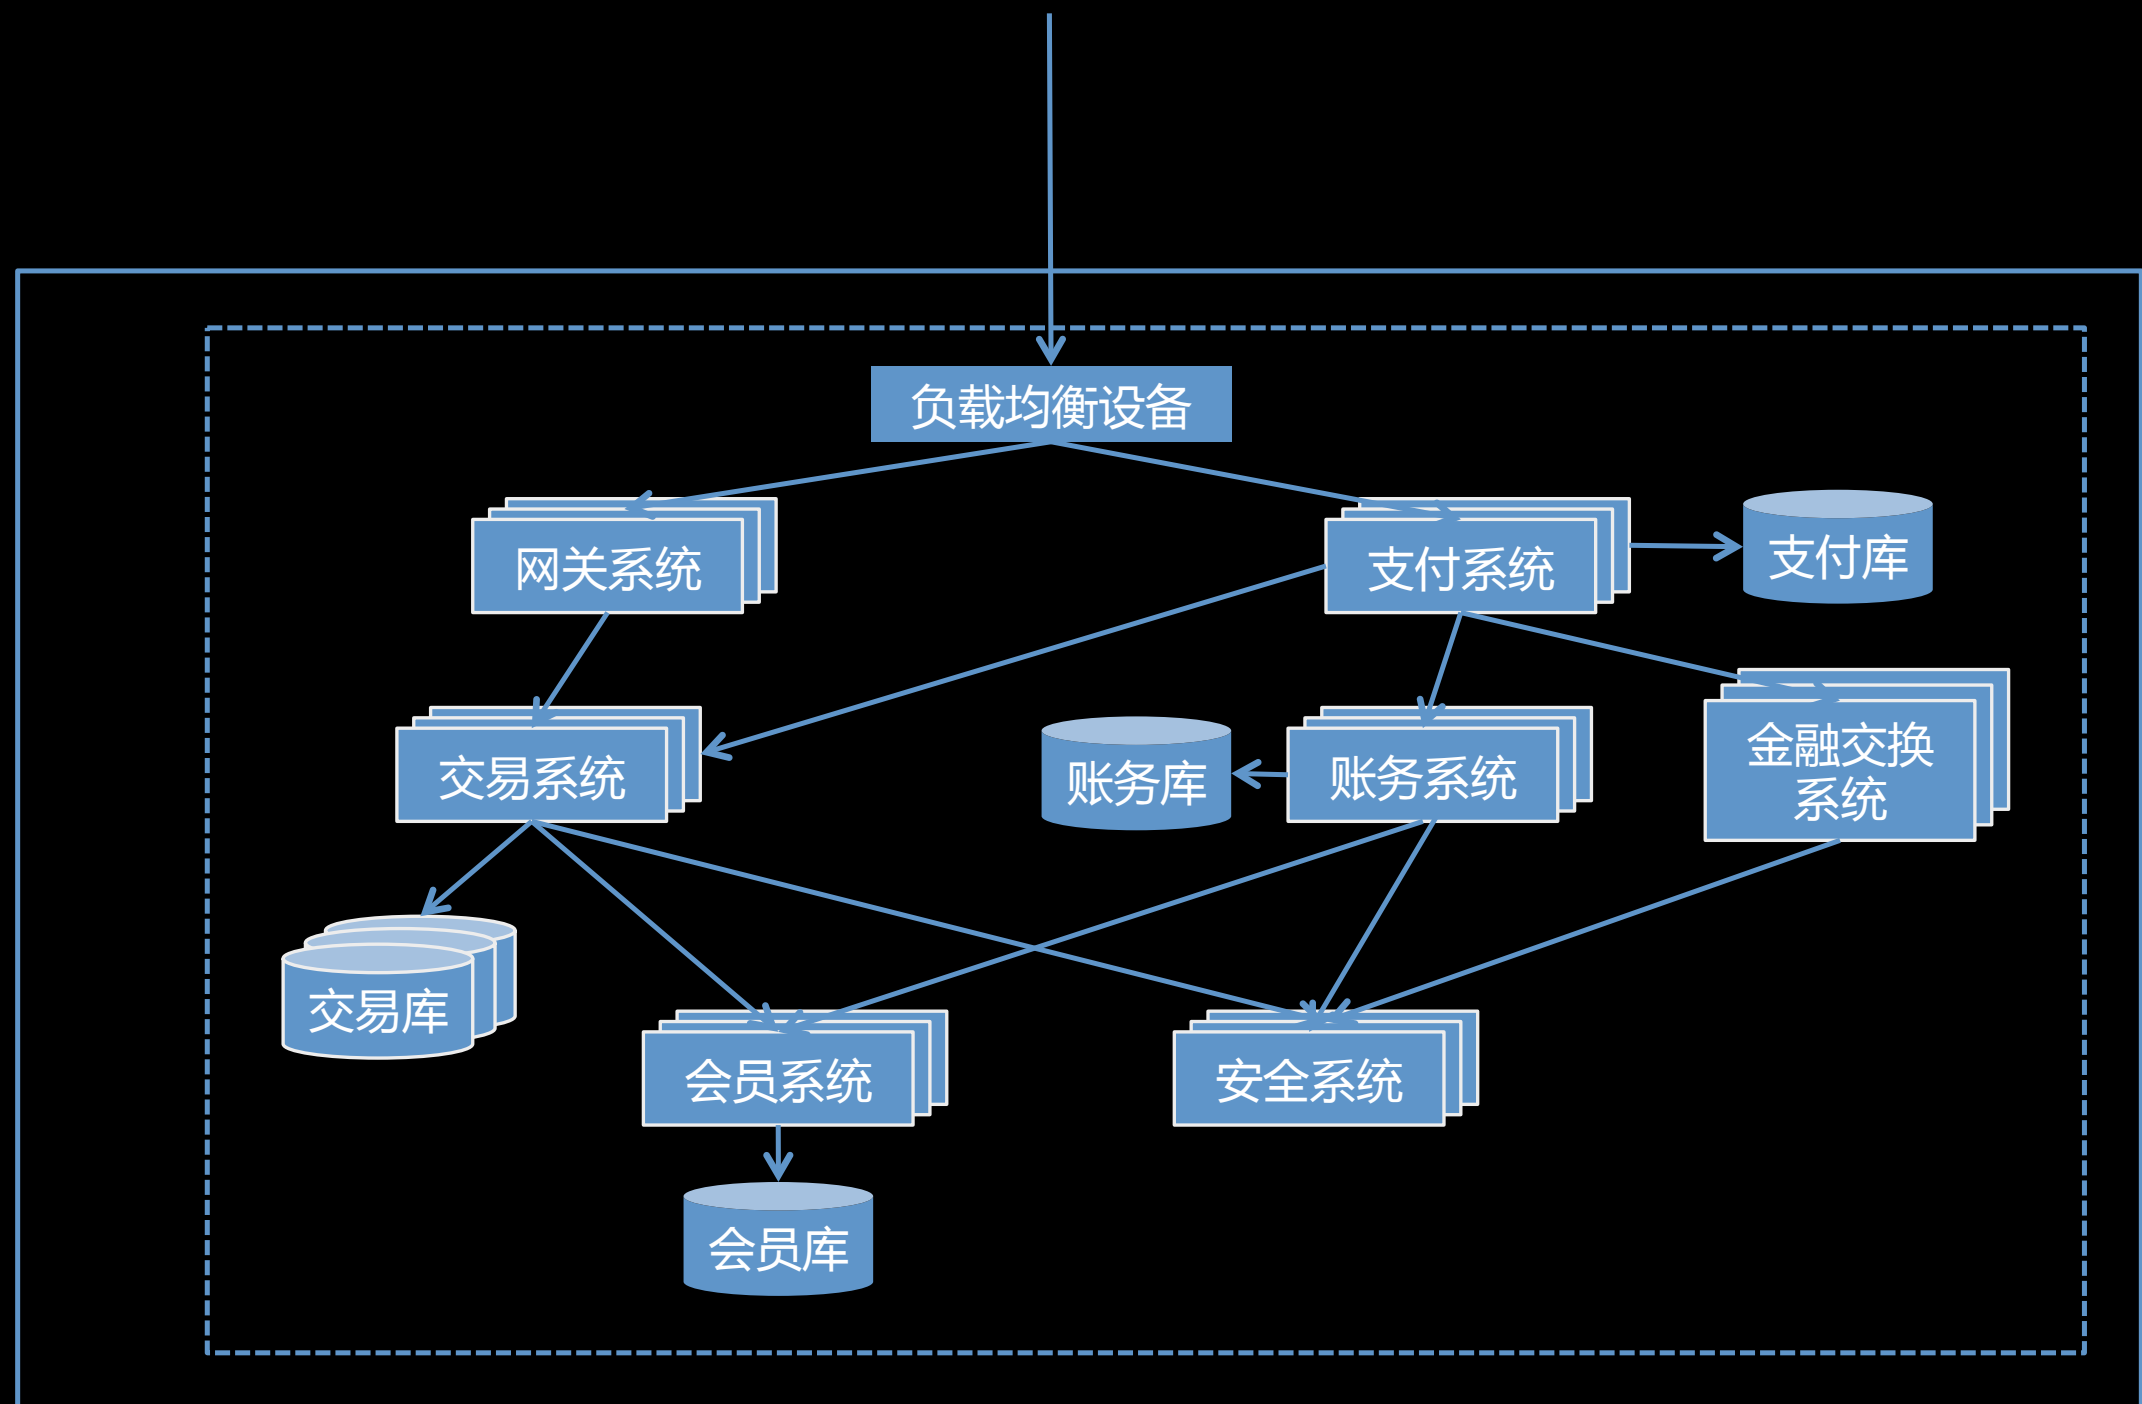 负载均衡设备
网关系统
支付系统
支付库
交易系统
账务库
账务系统
金融交换
系统
交易库
会员系统
安全系统
会员库